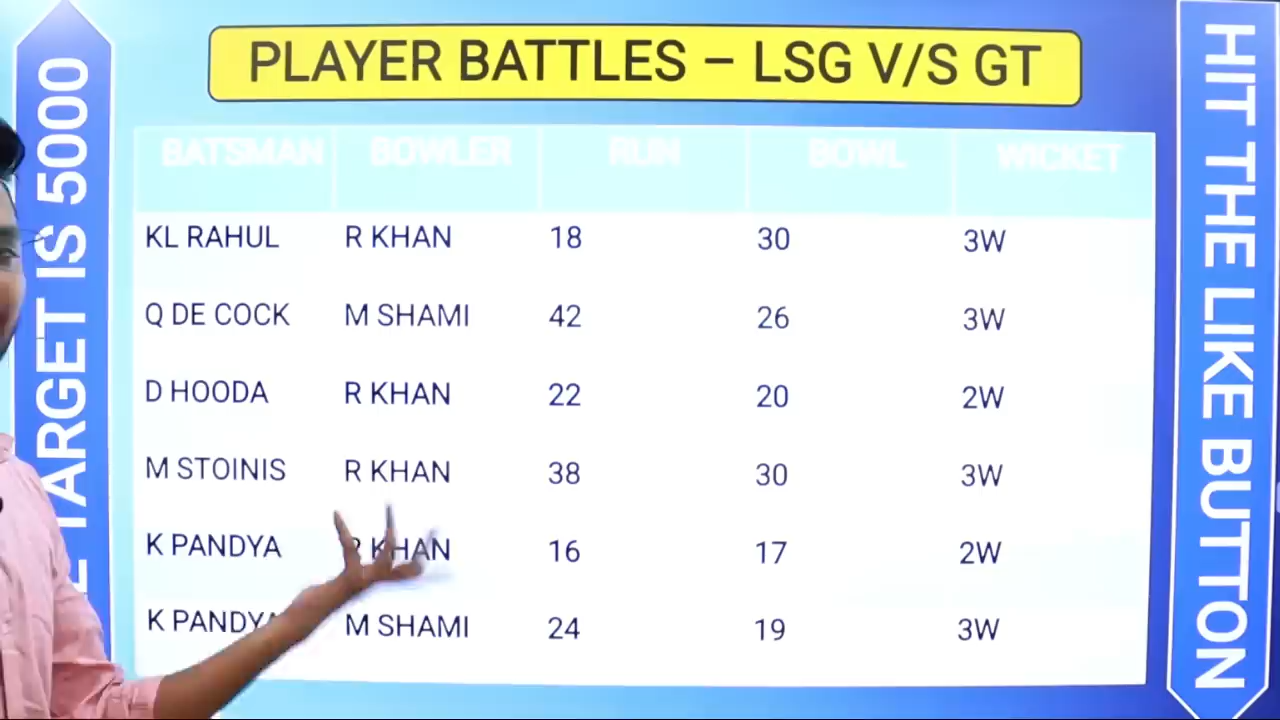 PLAYER BATTLES – LSG V/S GT
BATSMAN BOWLER RUN BOWL WICKET
KL RAHUL R KHAN 18 30 3W
Q DE COCK M SHAMI 42 26 3W
D HOODA R KHAN 22 20 2W
M STOINIS R KHAN 38 30 3W
K PANDYA R KHAN 16 17 2W
K PANDYA M SHAMI 24 19 3W
TARGET IS 5000
HIT THE LIKE BUTTON